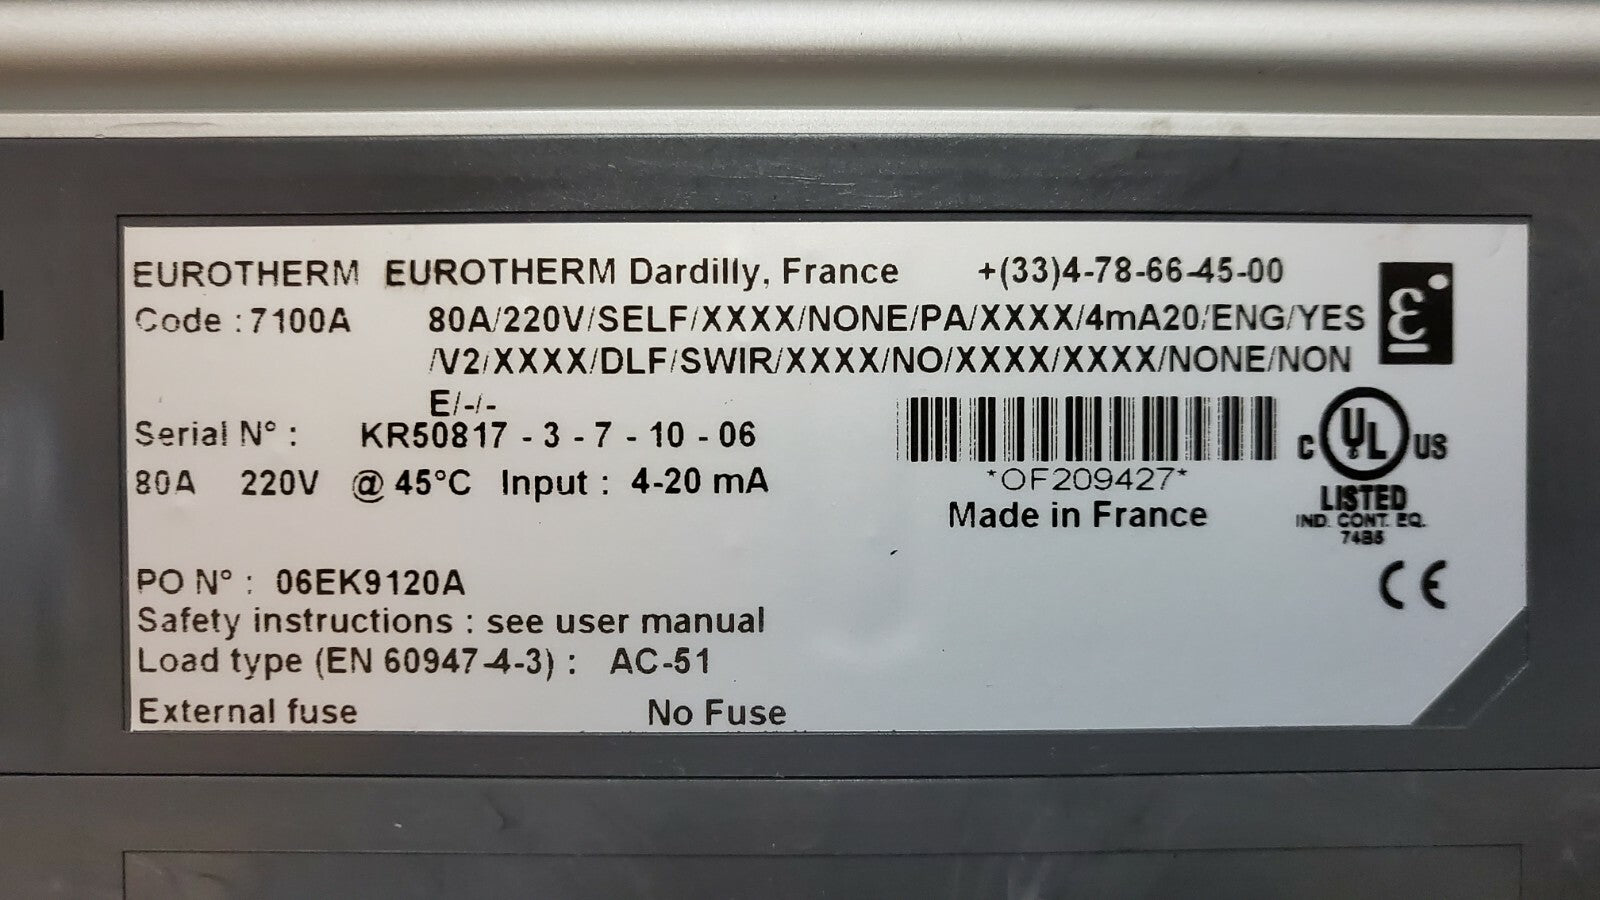 EUROTHERM EUROTHERM Dardilly, France +(33)4-78-66-45-00
Code : 7100A 80A/220V/SELF/XXXX/NONE/PA/XXXX/4mA20/ENG/YES
/V2/XXXX/DLF/SWIR/XXXX/NO/XXXX/XXXX/NONE/NON
E/-/-
Serial N° : KR50817 - 3 - 7 - 10 - 06
80A 220V @ 45°C Input : 4-20 mA
*OF209427*
Made in France
C UL US
LISTED
IND. CONT. EQ.
74B5
CE
PO N° : 06EK9120A
Safety instructions : see user manual
Load type (EN 60947-4-3) : AC-51
External fuse No Fuse